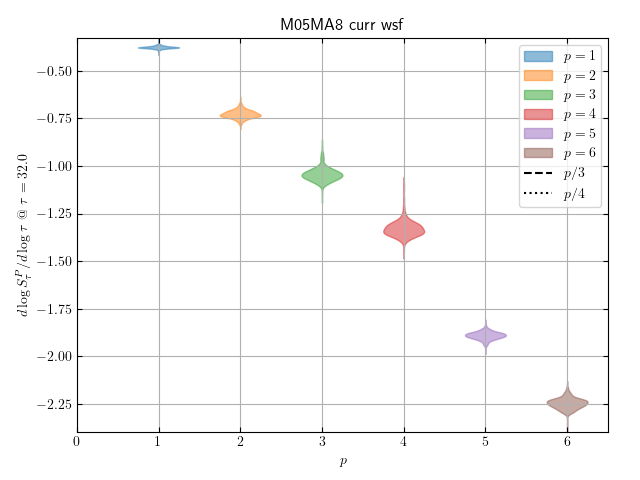 M05MA8 curr wsf
d log S_τ^P / d log τ @ τ = 32.0
−0.50
−0.75
−1.00
−1.25
−1.50
−1.75
−2.00
−2.25
p = 1
p = 2
p = 3
p = 4
p = 5
p = 6
p/3
p/4
0 1 2 3 4 5 6
p